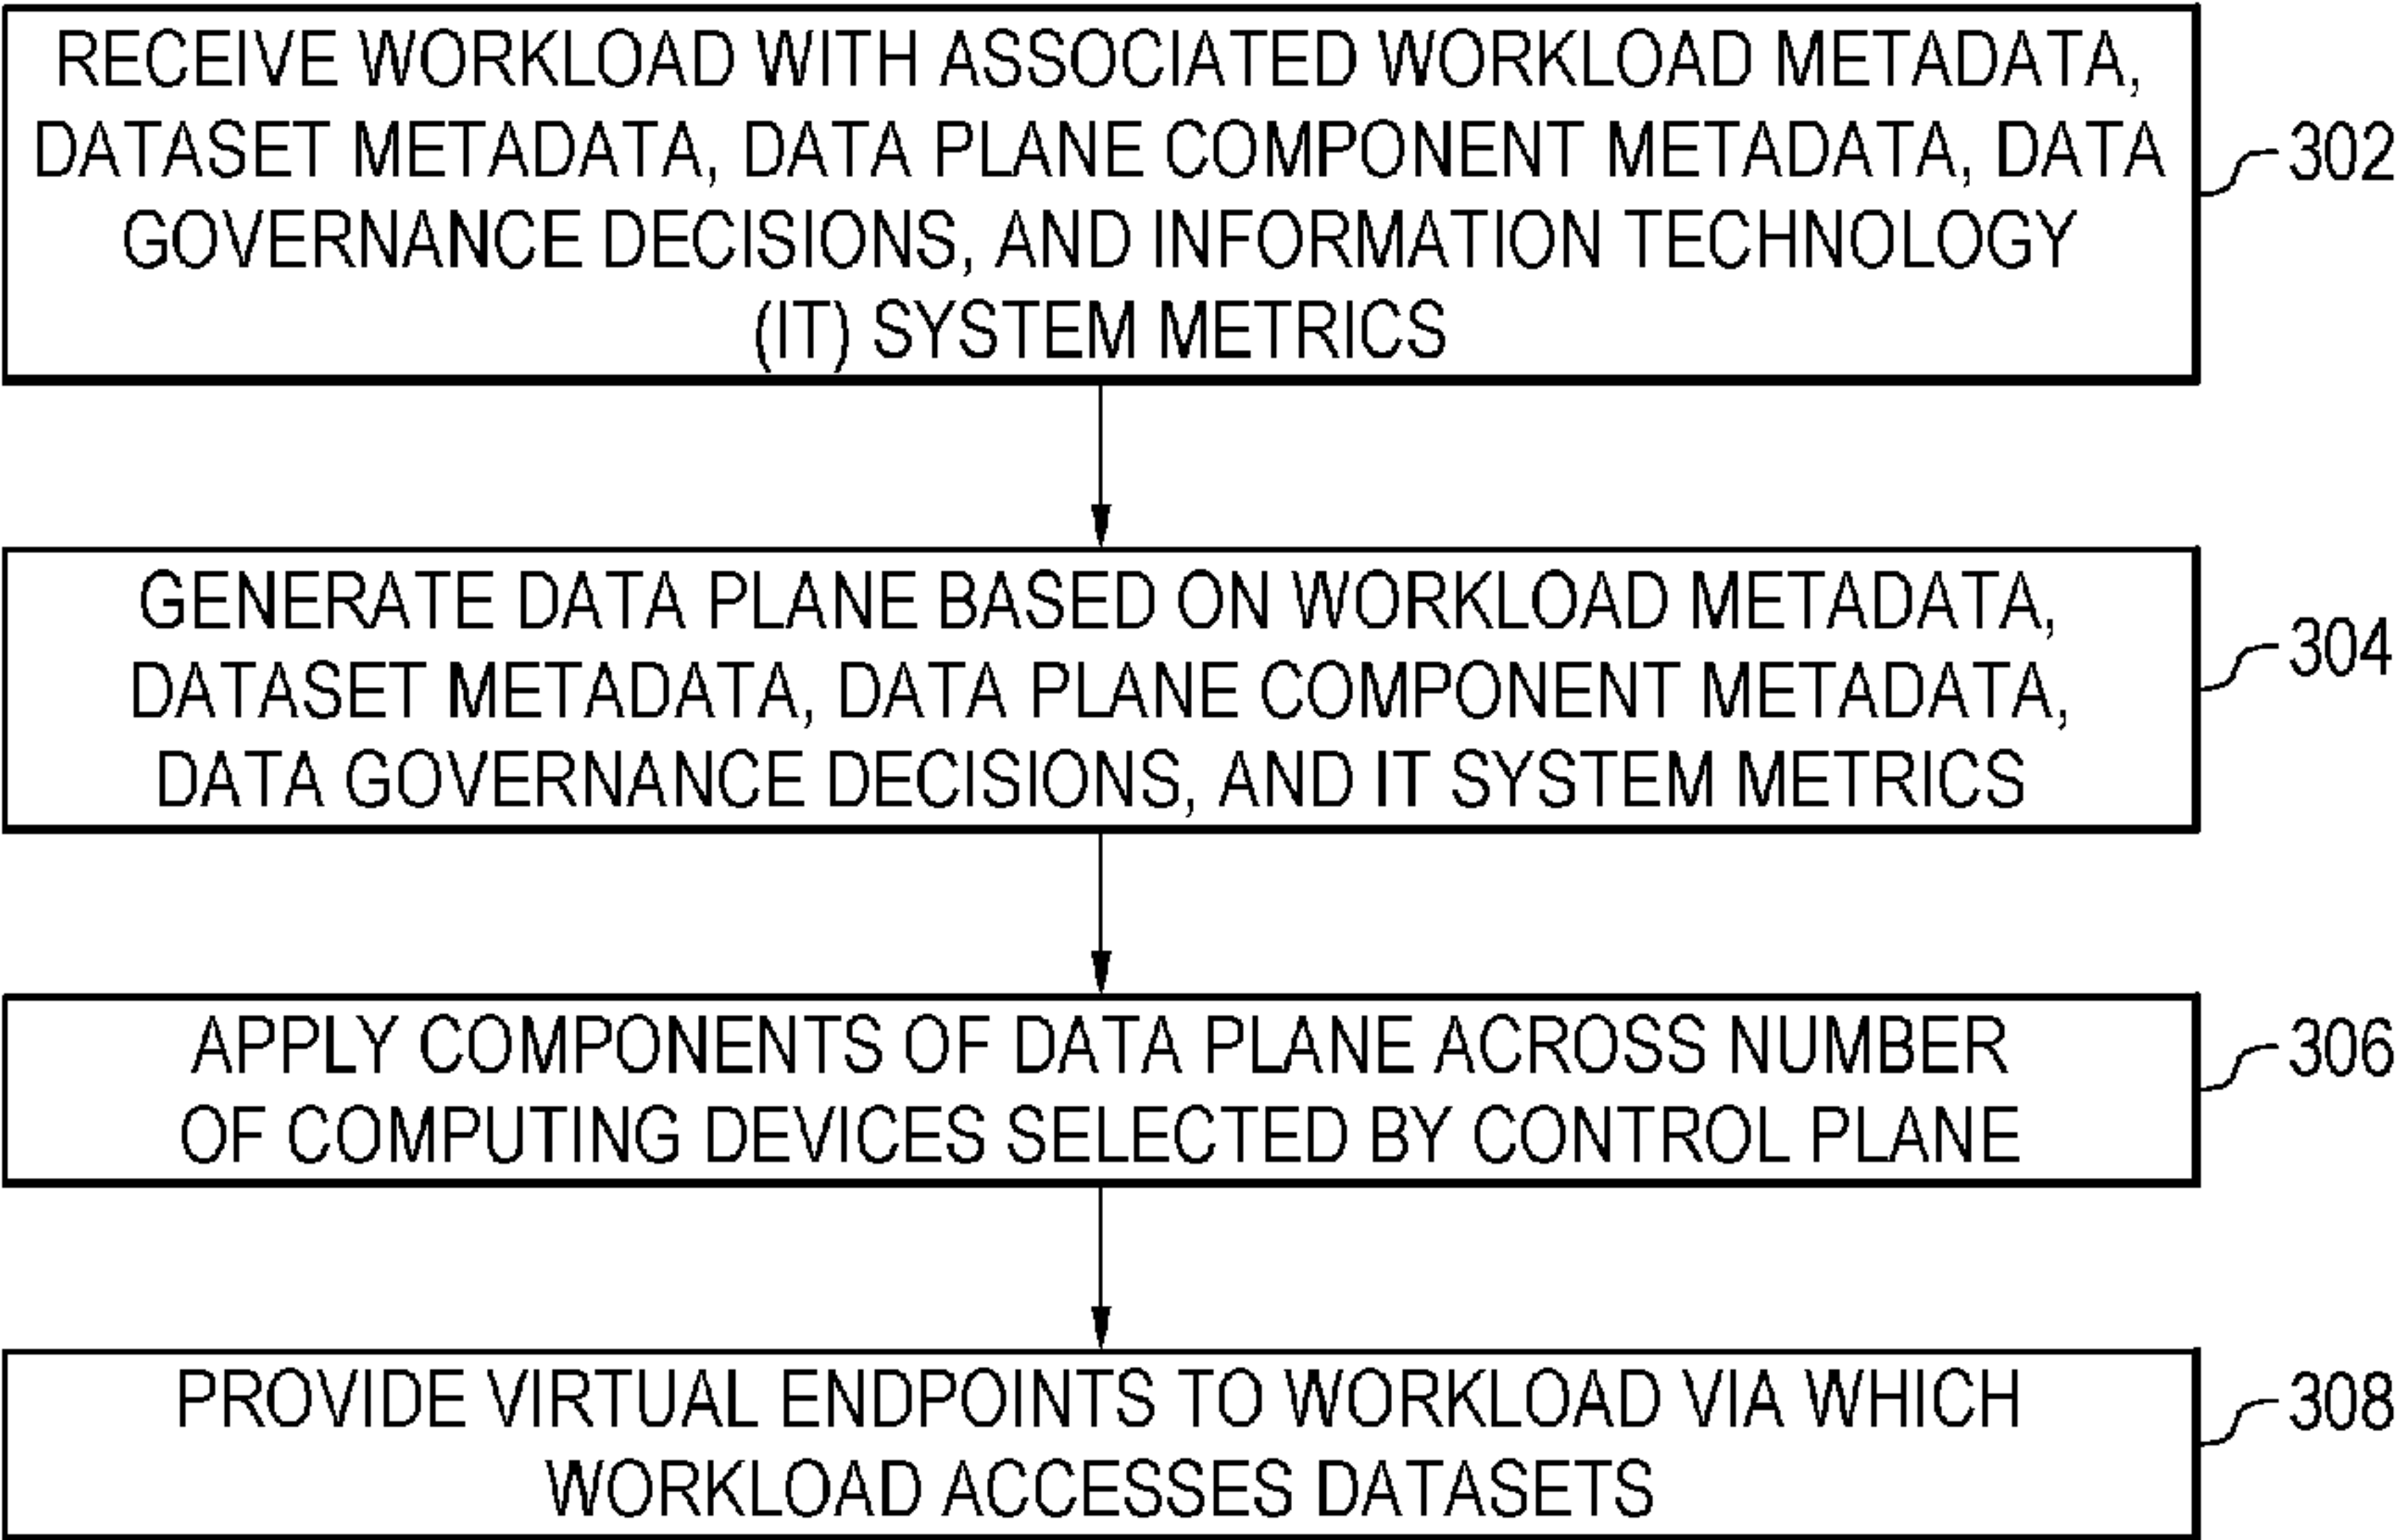 RECEIVE WORKLOAD WITH ASSOCIATED WORKLOAD METADATA,
DATASET METADATA, DATA PLANE COMPONENT METADATA, DATA
GOVERNANCE DECISIONS, AND INFORMATION TECHNOLOGY
(IT) SYSTEM METRICS
302
GENERATE DATA PLANE BASED ON WORKLOAD METADATA,
DATASET METADATA, DATA PLANE COMPONENT METADATA,
DATA GOVERNANCE DECISIONS, AND IT SYSTEM METRICS
304
APPLY COMPONENTS OF DATA PLANE ACROSS NUMBER
OF COMPUTING DEVICES SELECTED BY CONTROL PLANE
306
PROVIDE VIRTUAL ENDPOINTS TO WORKLOAD VIA WHICH
WORKLOAD ACCESSES DATASETS
308